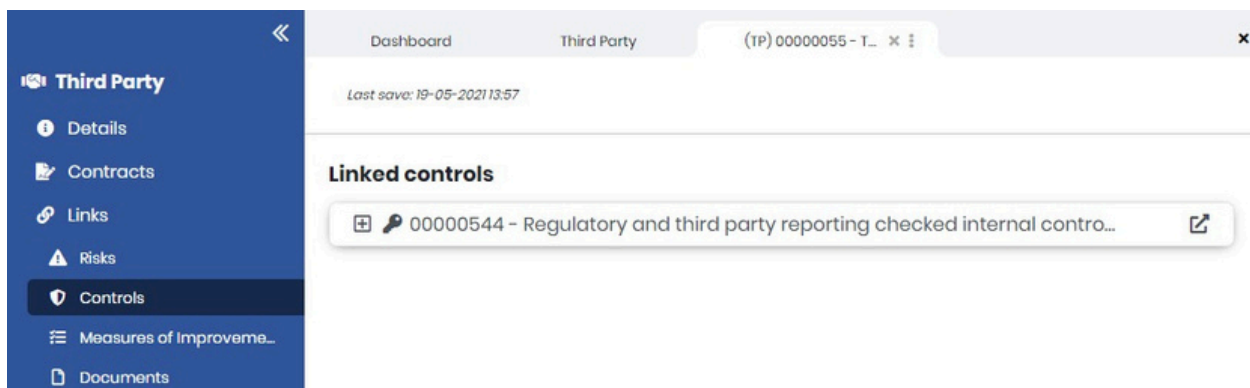 Dashboard
Third Party
(TP) 00000055 - T...
Third Party
Last save: 19-05-2021 13:57
Details
Contracts
Links
Risks
Controls
Measures of Improveme...
Documents
Linked controls
00000544 - Regulatory and third party reporting checked internal contro...